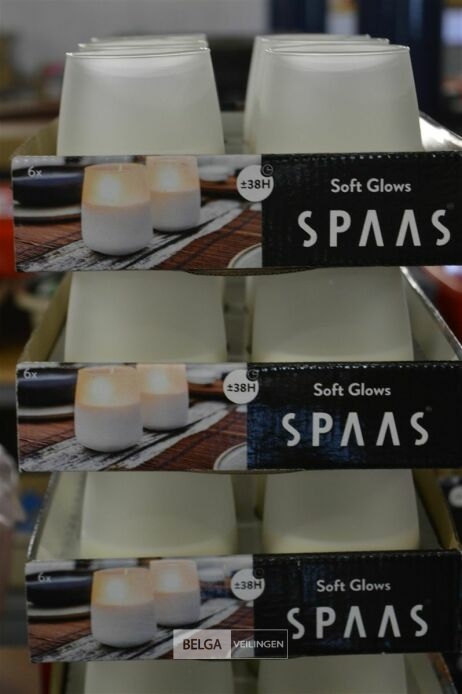 6x
±38H
Soft Glows
SPAAS
6x
±38H
Soft Glows
SPAAS
6x
±38H
Soft Glows
SPAAS
BELGA VEILINGEN